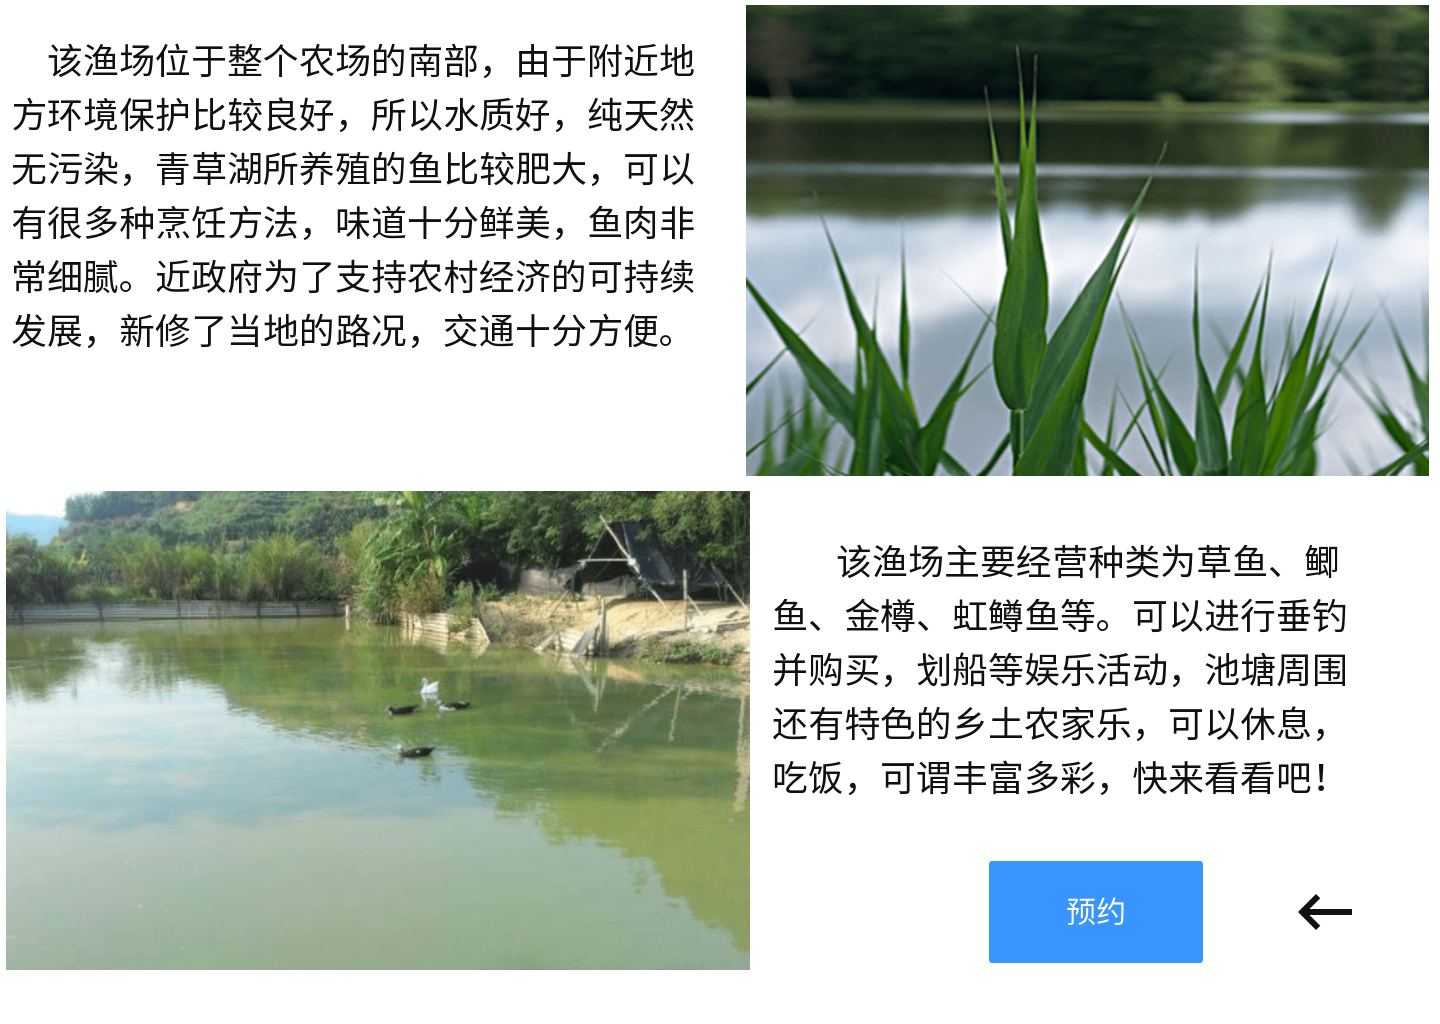 该渔场位于整个农场的南部，由于附近地
方环境保护比较良好，所以水质好，纯天然
无污染，青草湖所养殖的鱼比较肥大，可以
有很多种烹饪方法，味道十分鲜美，鱼肉非
常细腻。近政府为了支持农村经济的可持续
发展，新修了当地的路况，交通十分方便。
该渔场主要经营种类为草鱼、鲫
鱼、金樽、虹鳟鱼等。可以进行垂钓
并购买，划船等娱乐活动，池塘周围
还有特色的乡土农家乐，可以休息，
吃饭，可谓丰富多彩，快来看看吧！
预约